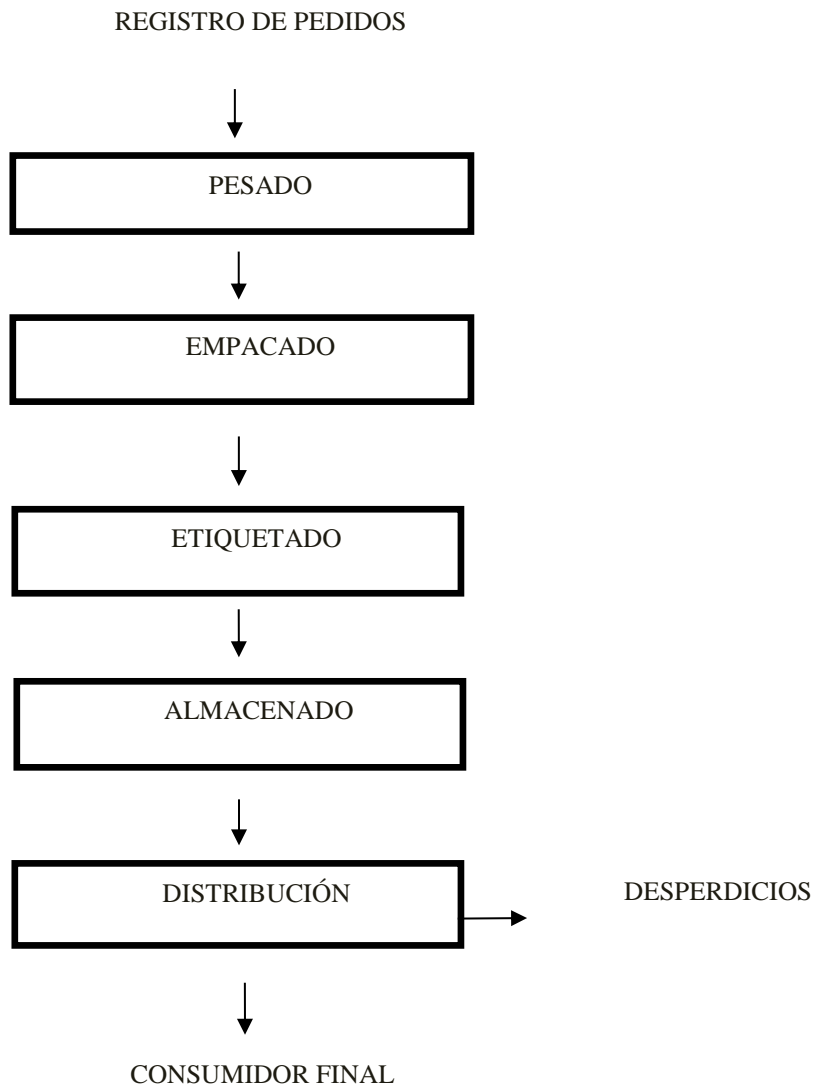 REGISTRO DE PEDIDOS
PESADO
EMPACADO
ETIQUETADO
ALMACENADO
DISTRIBUCIÓN
DESPERDICIOS
CONSUMIDOR FINAL